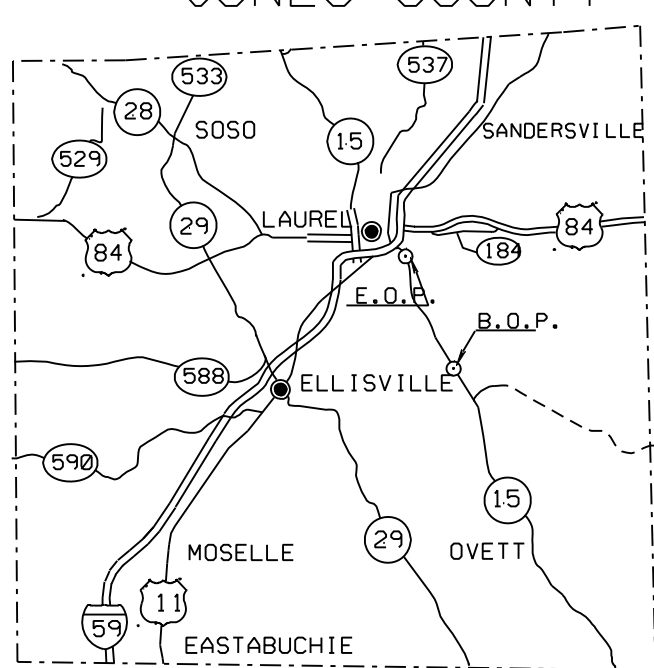 JONES COUNTY
533
537
28
SOSO
15
SANDERSVILLE
529
LAUREL
29
84
84
184
E.O.P.
B.O.P.
588
ELLISVILLE
590
15
29
MOSELLE
OVETT
11
59
EASTABUCHIE